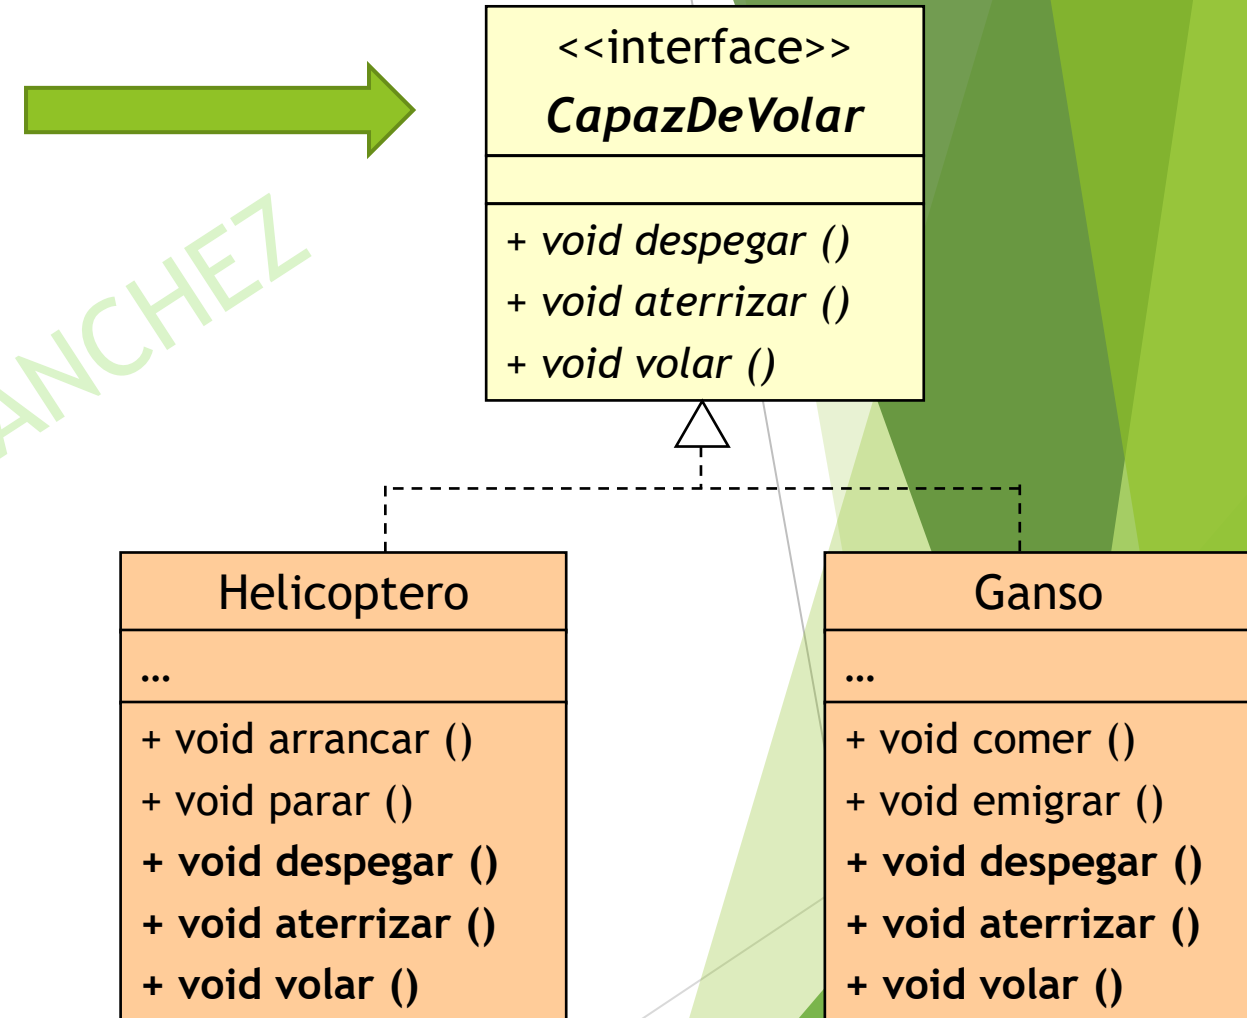 <<interface>>
CapazDeVolar
+ void despegar ()
+ void aterrizar ()
+ void volar ()
Helicoptero
...
+ void arrancar ()
+ void parar ()
+ void despegar ()
+ void aterrizar ()
+ void volar ()
Ganso
...
+ void comer ()
+ void emigrar ()
+ void despegar ()
+ void aterrizar ()
+ void volar ()
ANCHEZ